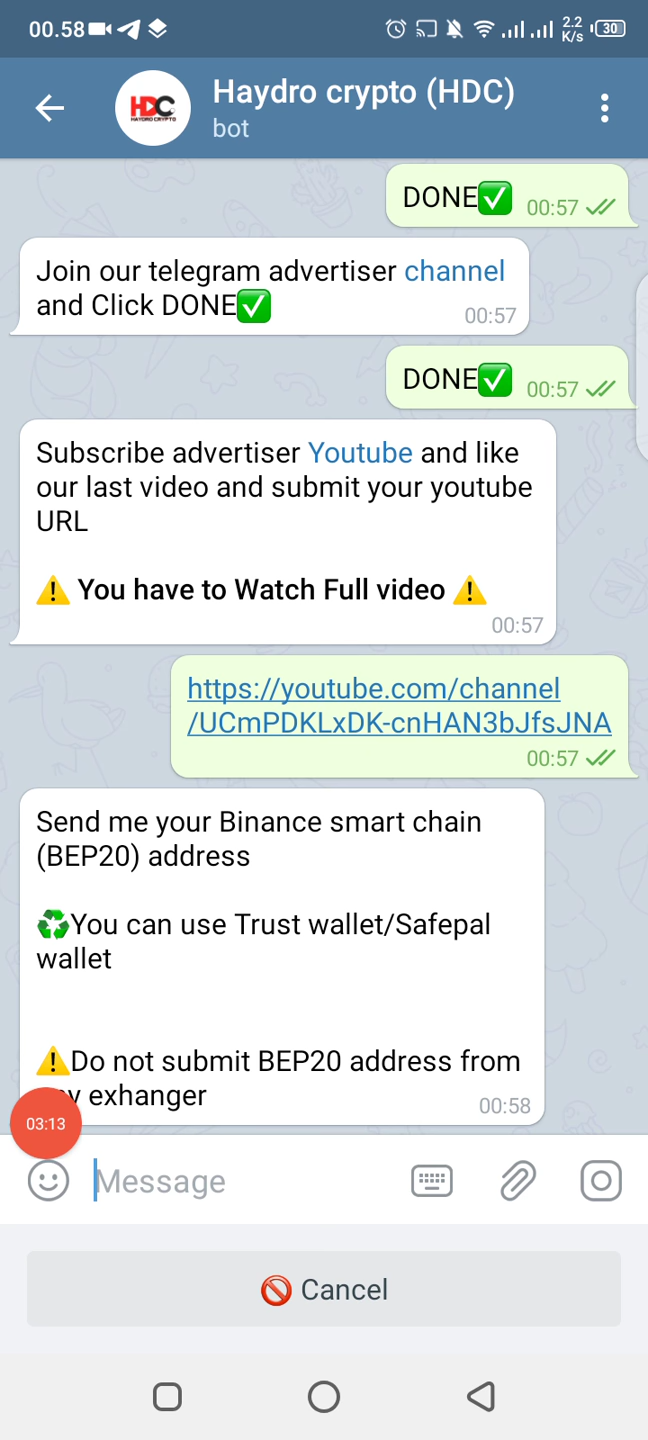 00.58
2.2
K/s
30
HDC
HAYDRO CRYPTO
Haydro crypto (HDC)
bot
DONE✅ 00:57
Join our telegram advertiser channel
and Click DONE✅
00:57
DONE✅ 00:57
Subscribe advertiser Youtube and like
our last video and submit your youtube
URL
⚠️ You have to Watch Full video ⚠️
00:57
https://youtube.com/channel
/UCmPDKLxDK-cnHAN3bJfsJNA
00:57
Send me your Binance smart chain
(BEP20) address
♻️You can use Trust wallet/Safepal
wallet
⚠️Do not submit BEP20 address from
exhanger
00:58
03:13
Message
🚫 Cancel